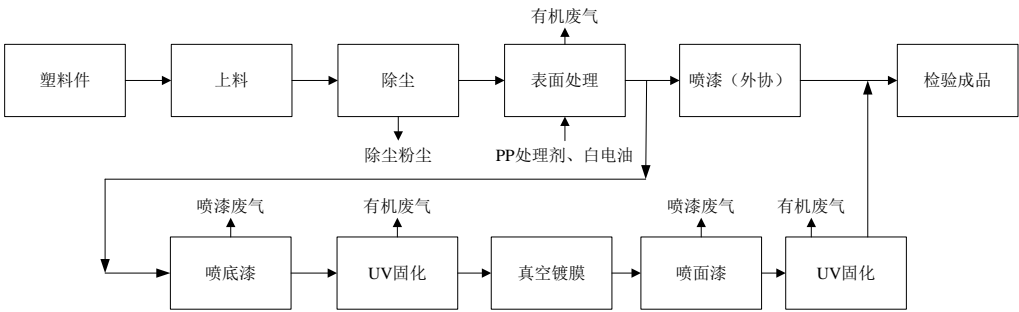 有机废气
塑料件
上料
除尘
表面处理
喷漆（外协）
检验成品
除尘粉尘
PP处理剂、白电油
喷漆废气
有机废气
喷漆废气
有机废气
喷底漆
UV固化
真空镀膜
喷面漆
UV固化